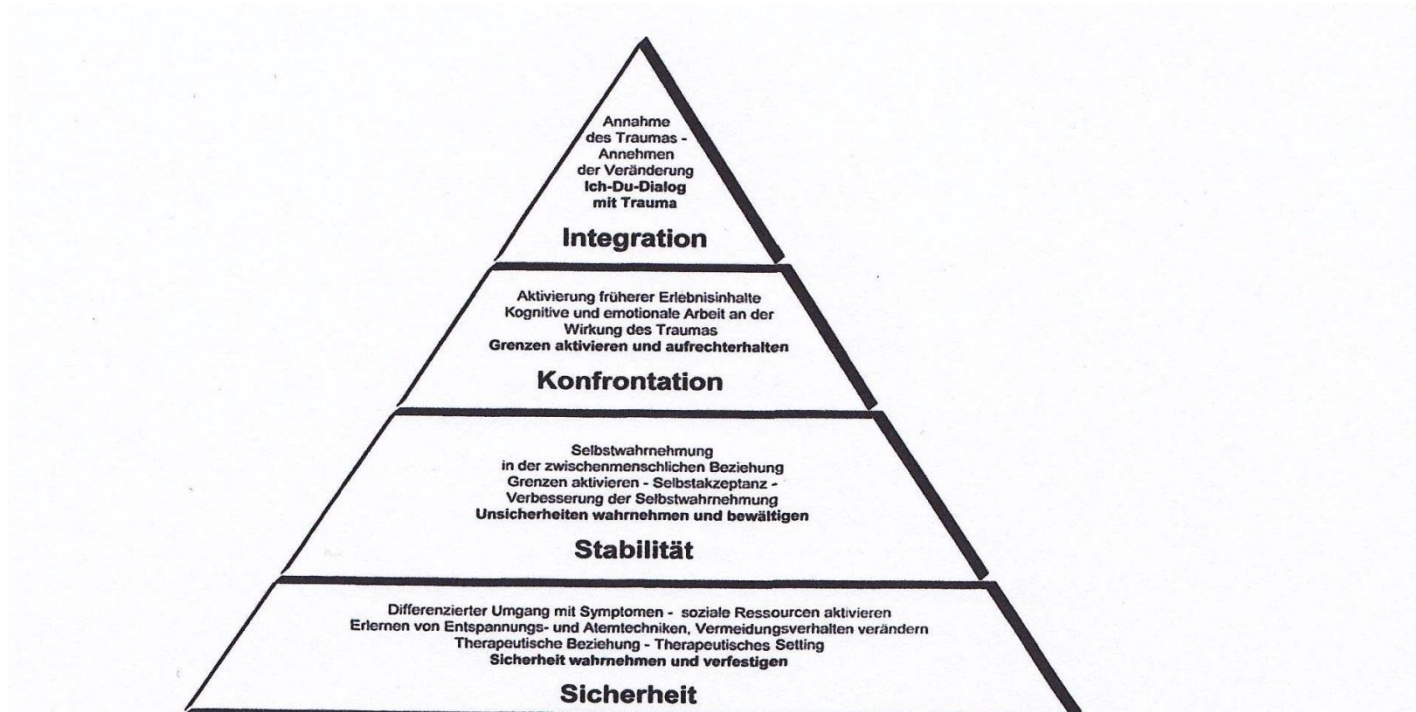 Annahme
des Traumas -
Annehmen
der Veränderung
Ich-Du-Dialog
mit Trauma
Integration
Aktivierung früherer Erlebnisinhalte
Kognitive und emotionale Arbeit an der
Wirkung des Traumas
Grenzen aktivieren und aufrechterhalten
Konfrontation
Selbstwahrnehmung
in der zwischenmenschlichen Beziehung
Grenzen aktivieren - Selbstakzeptanz -
Verbesserung der Selbstwahrnehmung
Unsicherheiten wahrnehmen und bewältigen
Stabilität
Differenzierter Umgang mit Symptomen - soziale Ressourcen aktivieren
Erlernen von Entspannungs- und Atemtechniken, Vermeidungsverhalten verändern
Therapeutische Beziehung - Therapeutisches Setting
Sicherheit wahrnehmen und verfestigen
Sicherheit